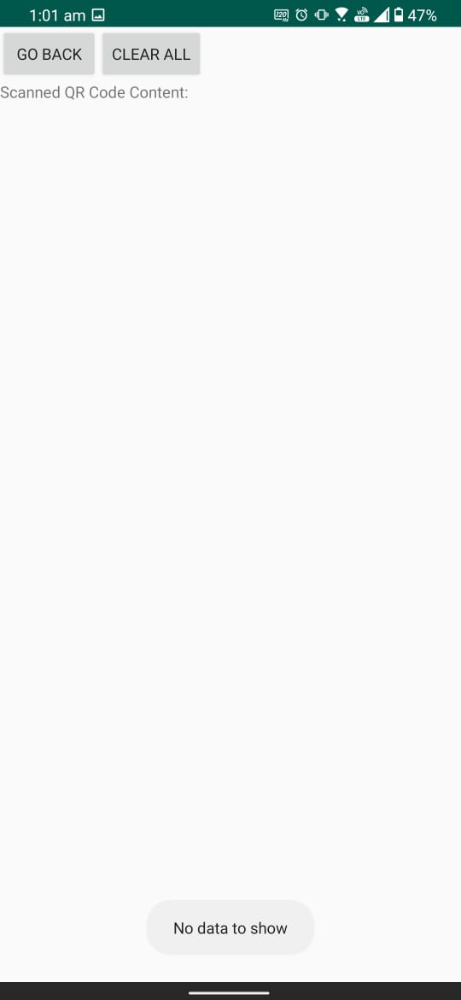 1:01 am 47%
GO BACK CLEAR ALL
Scanned QR Code Content:
No data to show